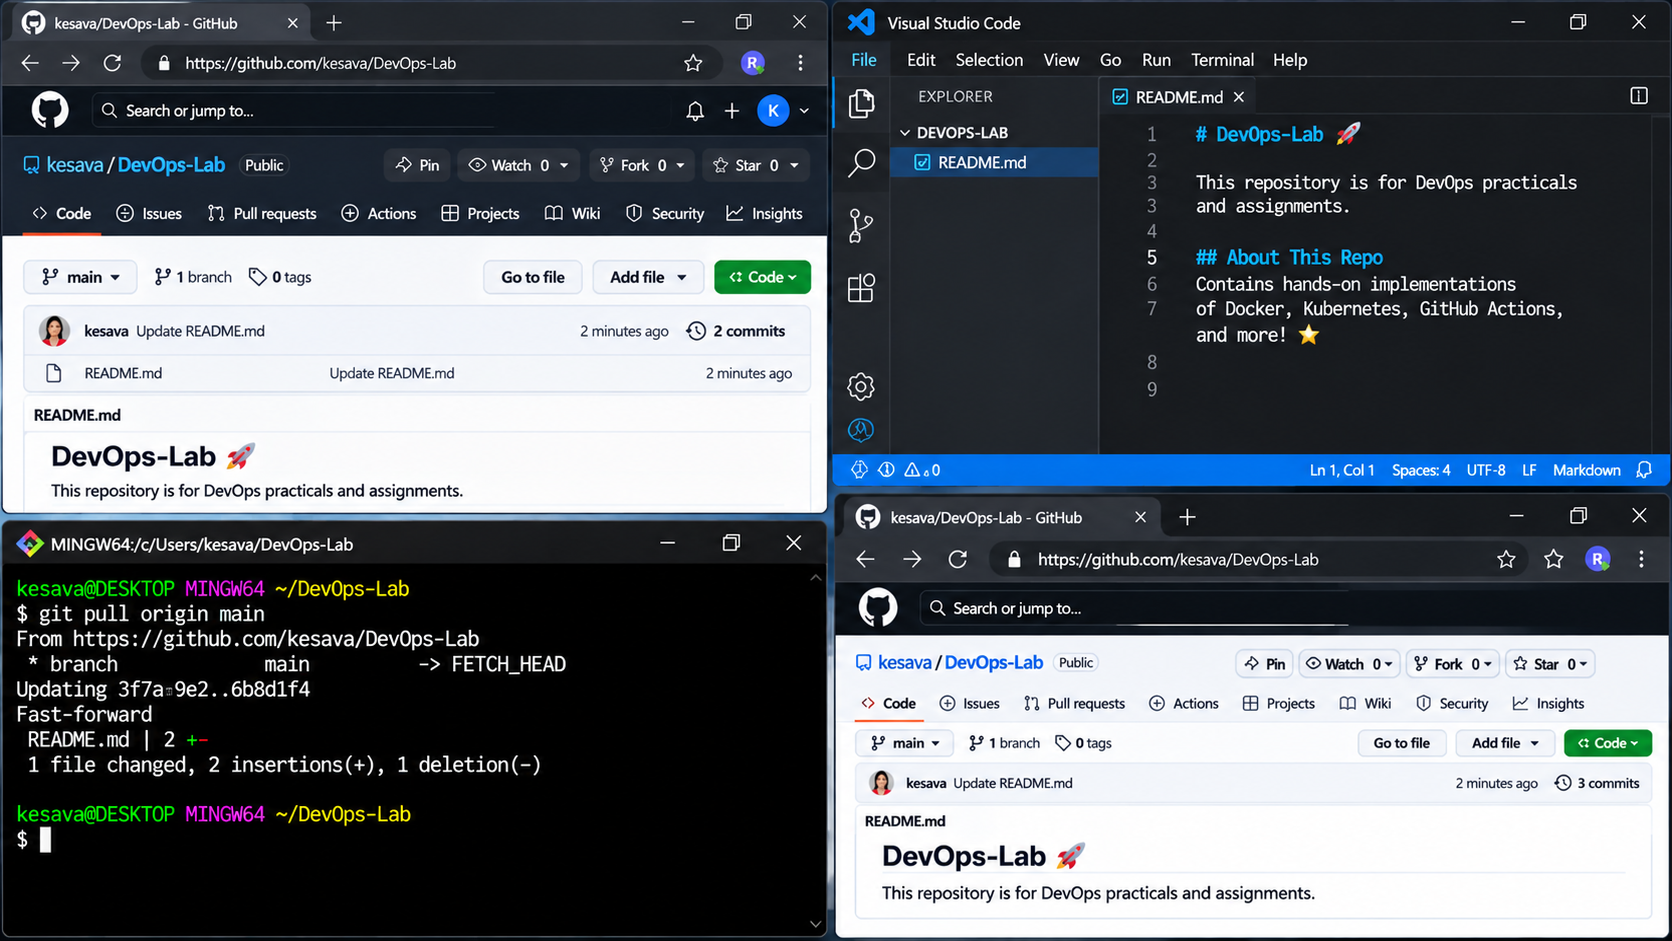 kesava/DevOps-Lab - GitHub
https://github.com/kesava/DevOps-Lab
R
Search or jump to...
K
kesava / DevOps-Lab Public
Pin Watch 0 Fork 0 Star 0
Code Issues Pull requests Actions Projects Wiki Security Insights
main 1 branch 0 tags Go to file Add file Code
kesava Update README.md 2 minutes ago 2 commits
README.md Update README.md 2 minutes ago
README.md
DevOps-Lab 🚀
This repository is for DevOps practicals and assignments.
Visual Studio Code
File Edit Selection View Go Run Terminal Help
EXPLORER
DEVOPS-LAB
README.md
README.md
1 # DevOps-Lab 🚀
2
3 This repository is for DevOps practicals
3 and assignments.
4
5 ## About This Repo
6 Contains hands-on implementations
7 of Docker, Kubernetes, GitHub Actions,
and more! ⭐
8
9
0 Ln 1, Col 1 Spaces: 4 UTF-8 LF Markdown
MINGW64:/c/Users/kesava/DevOps-Lab
kesava@DESKTOP MINGW64 ~/DevOps-Lab
$ git pull origin main
From https://github.com/kesava/DevOps-Lab
* branch main -> FETCH_HEAD
Updating 3f7a-9e2..6b8d1f4
Fast-forward
README.md | 2 +-
1 file changed, 2 insertions(+), 1 deletion(-)
kesava@DESKTOP MINGW64 ~/DevOps-Lab
$
kesava/DevOps-Lab - GitHub
https://github.com/kesava/DevOps-Lab
R
Search or jump to...
kesava / DevOps-Lab Public
Pin Watch 0 Fork 0 Star 0
Code Issues Pull requests Actions Projects Wiki Security Insights
main 1 branch 0 tags Go to file Add file Code
kesava Update README.md 2 minutes ago 3 commits
README.md
DevOps-Lab 🚀
This repository is for DevOps practicals and assignments.